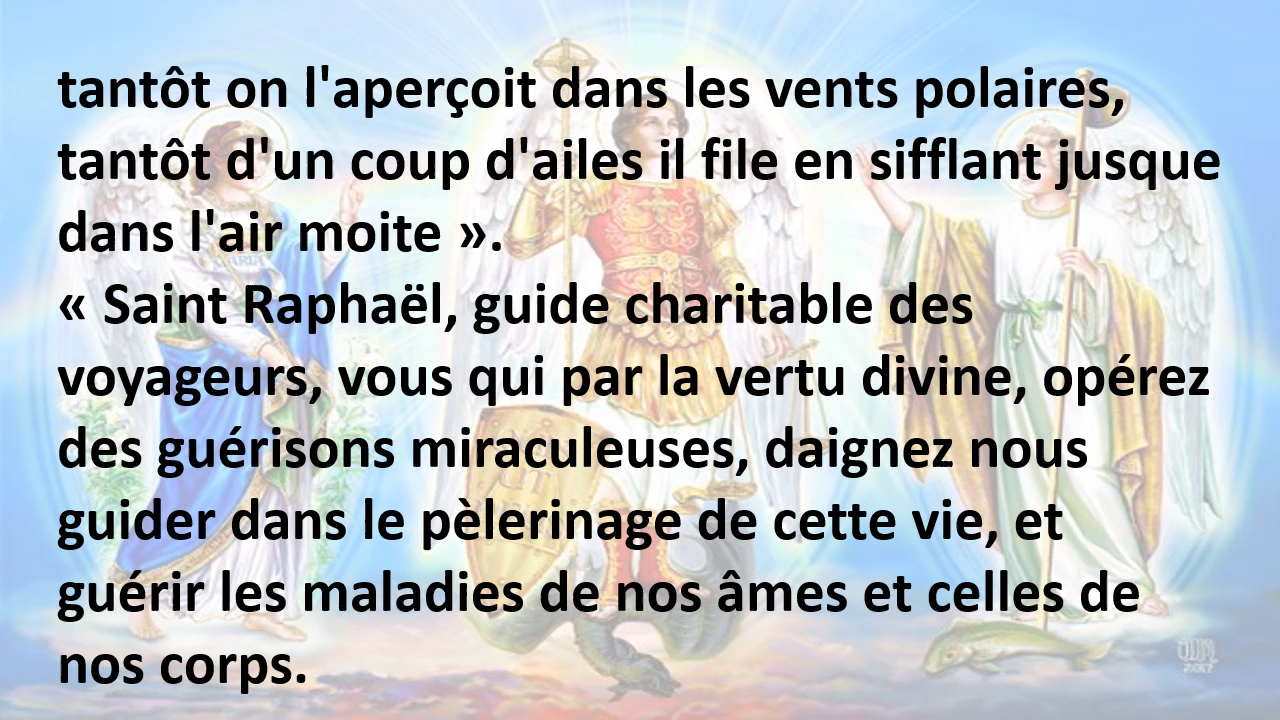 tantôt on l'aperçoit dans les vents polaires,
tantôt d'un coup d'ailes il file en sifflant jusque
dans l'air moite ».
« Saint Raphaël, guide charitable des
voyageurs, vous qui par la vertu divine, opérez
des guérisons miraculeuses, daignez nous
guider dans le pèlerinage de cette vie, et
guérir les maladies de nos âmes et celles de
nos corps.
2017